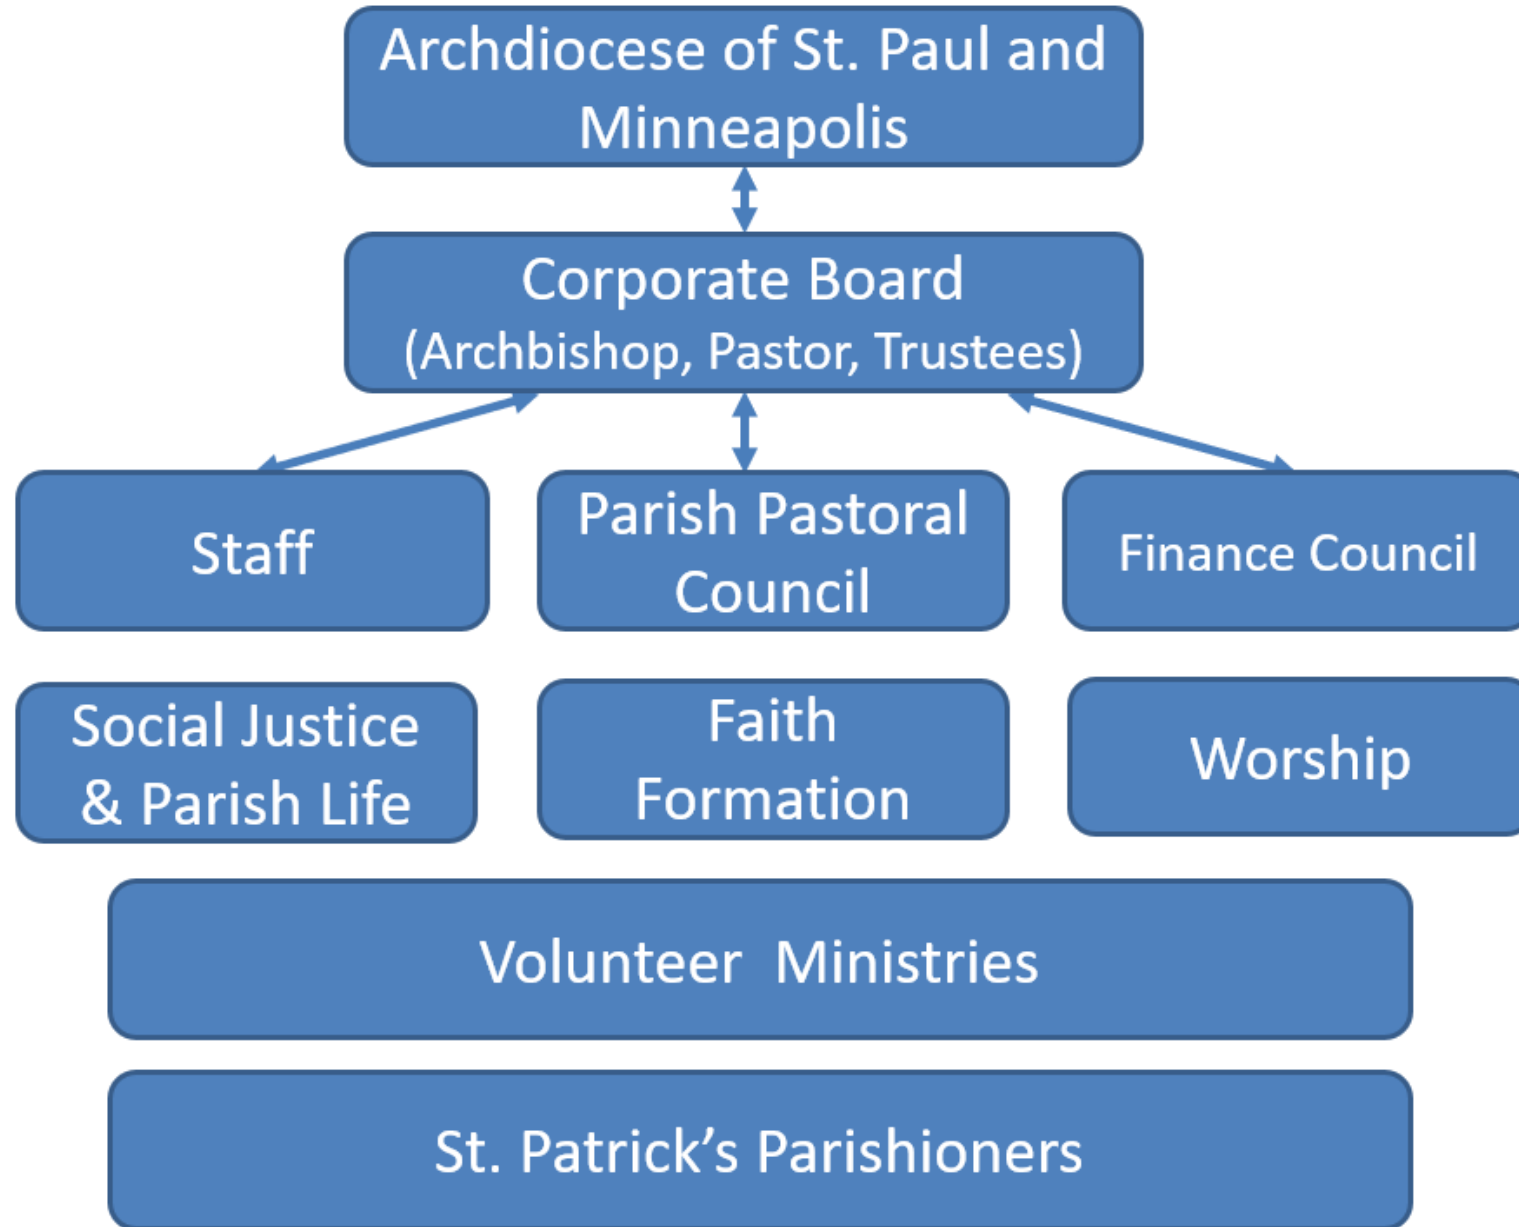 Archdiocese of St. Paul and
Minneapolis
Corporate Board
(Archbishop, Pastor, Trustees)
Staff
Parish Pastoral
Council
Finance Council
Social Justice
& Parish Life
Faith
Formation
Worship
Volunteer  Ministries
St. Patrick’s Parishioners